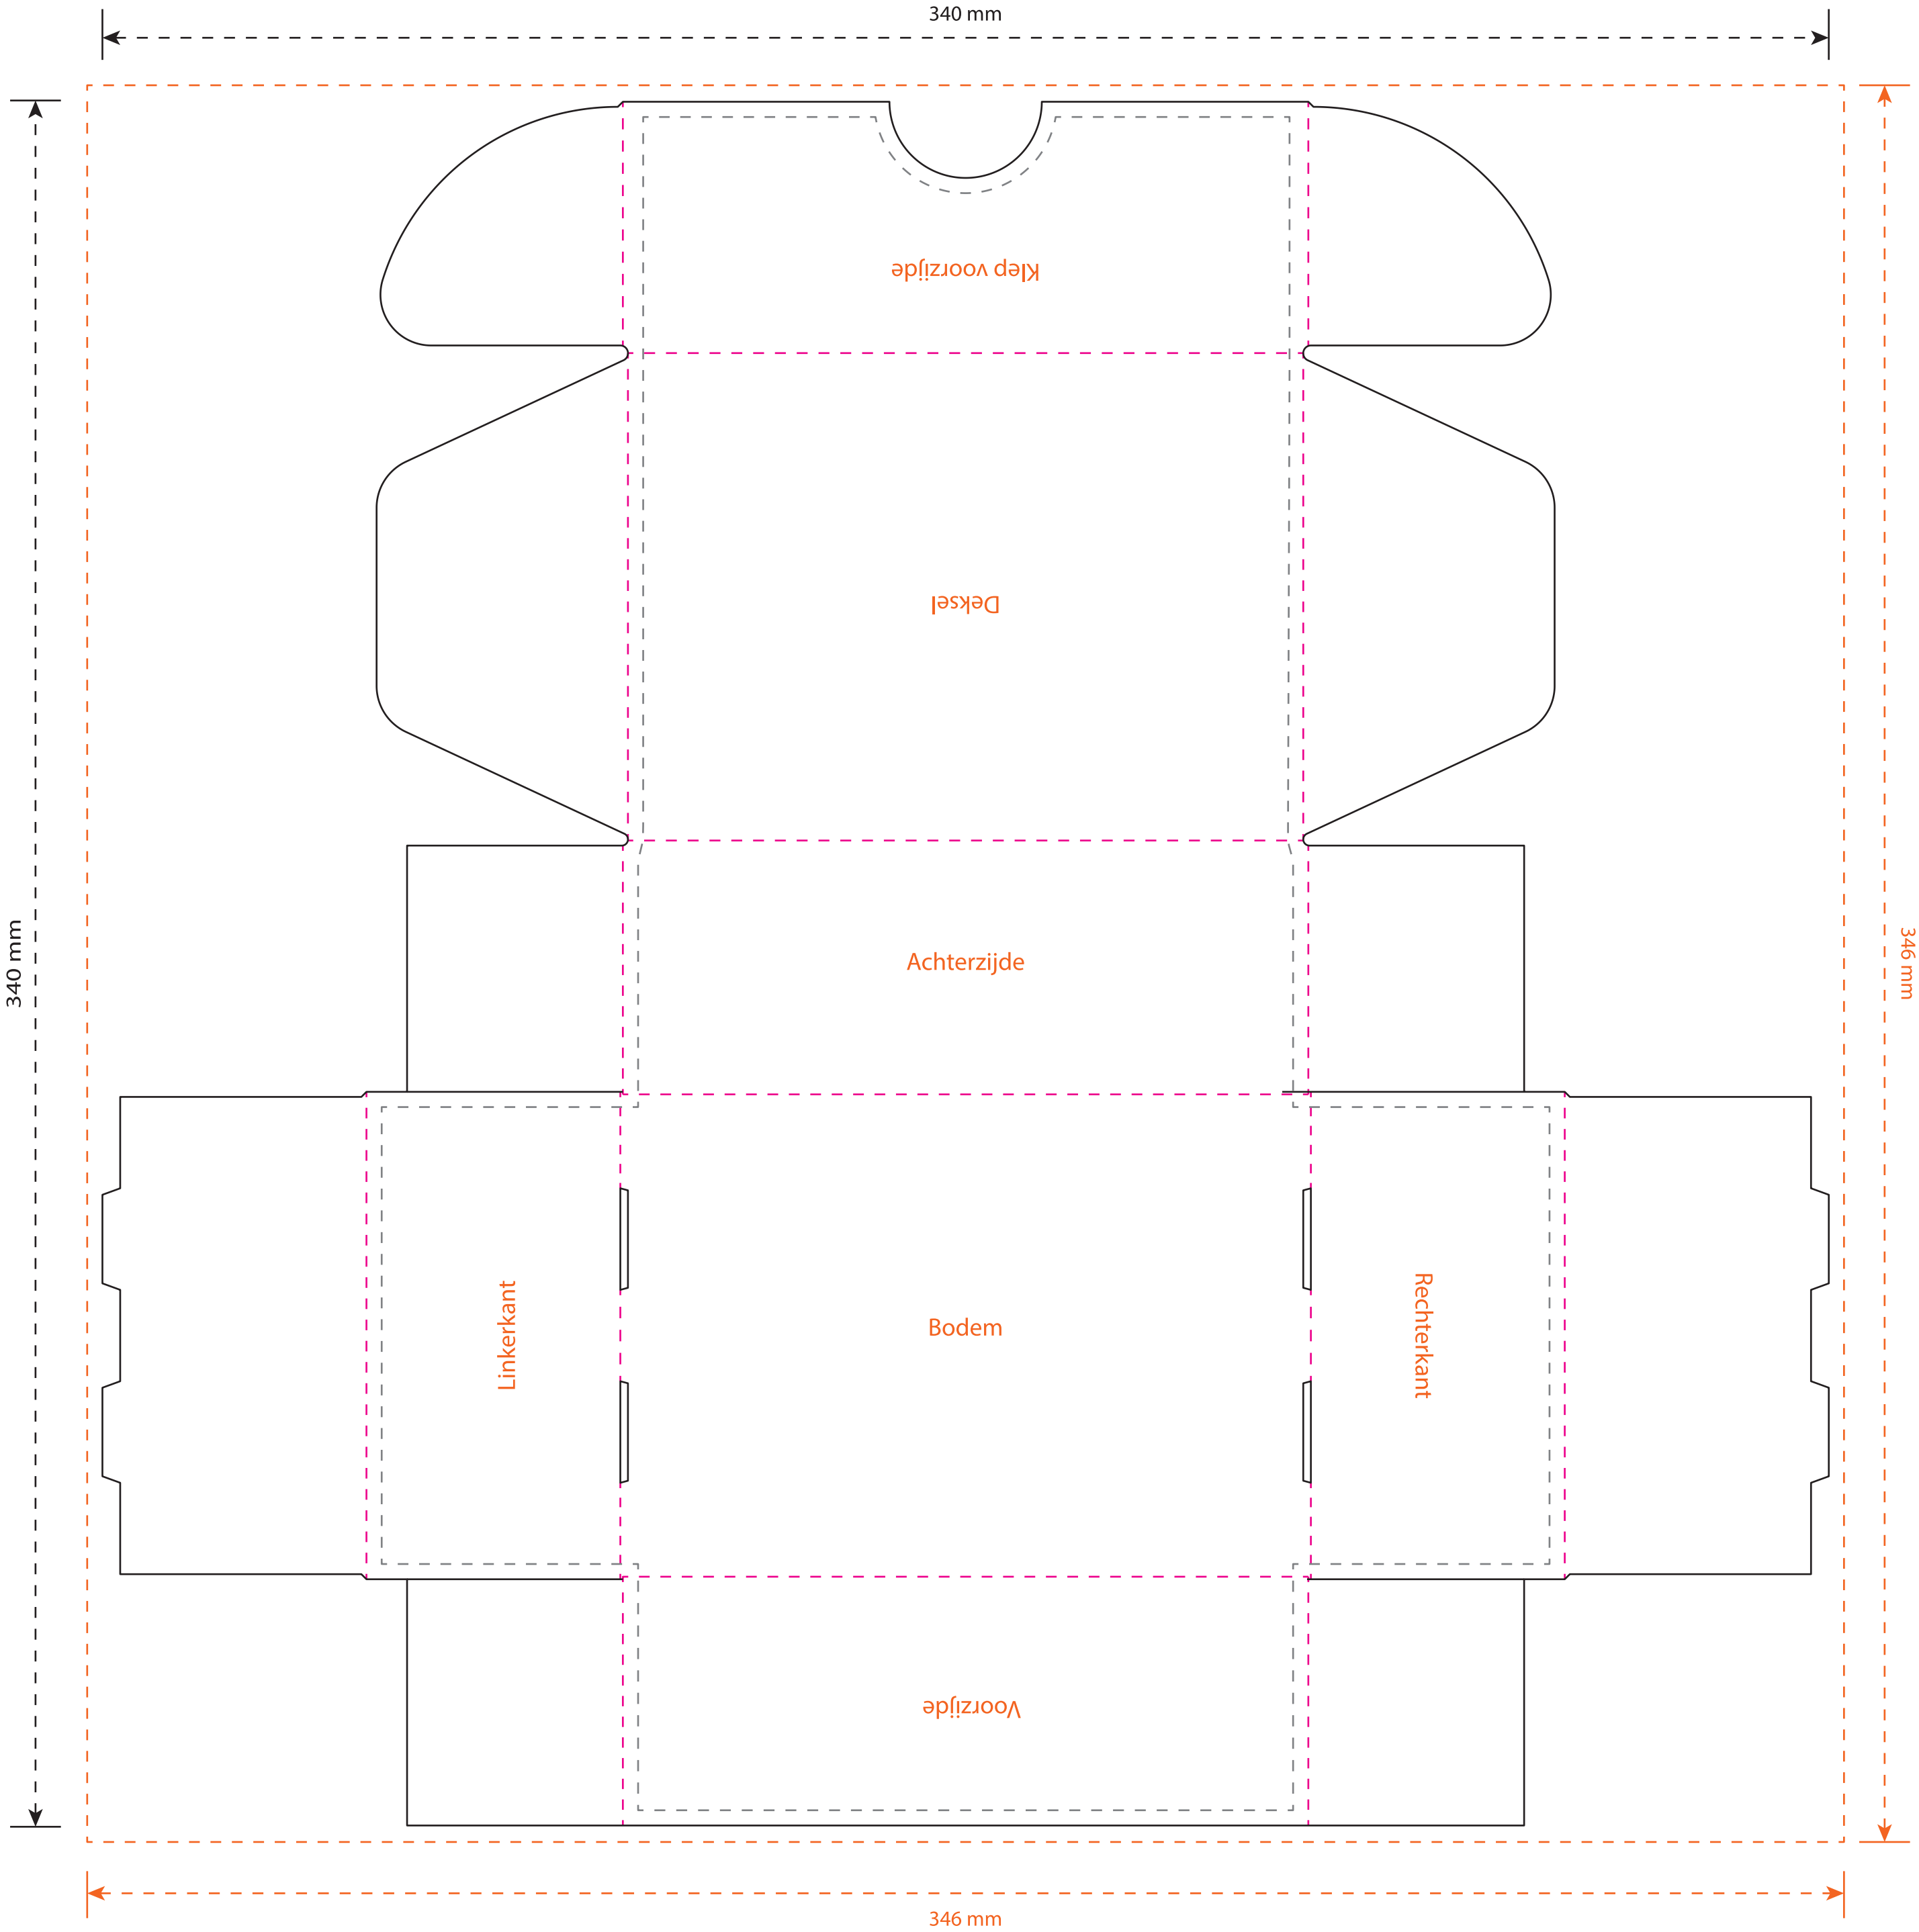 340 mm
Klep voorzijde
Deksel
Achterzijde
340 mm
346 mm
Linkerkant
Bodem
Rechterkant
Voorzijde
346 mm